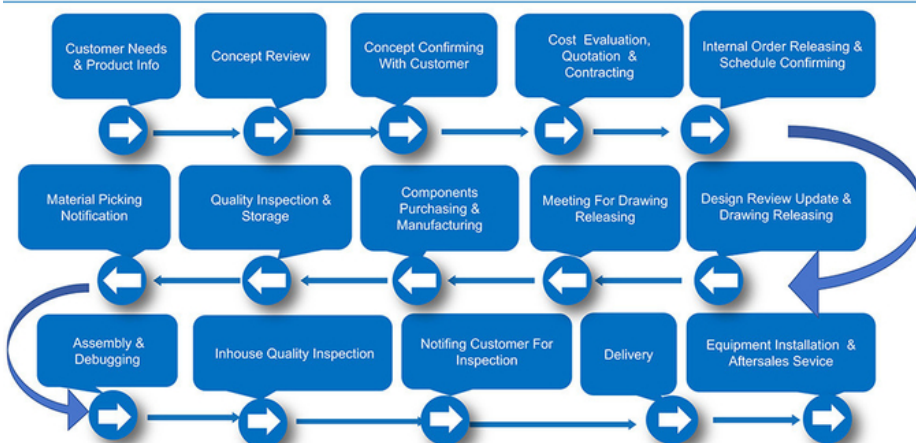 Customer Needs
& Product Info
Concept Review
Concept Confirming
With Customer
Cost Evaluation,
Quotation &
Contracting
Internal Order Releasing &
Schedule Confirming
Material Picking
Notification
Quality Inspection &
Storage
Components
Purchasing &
Manufacturing
Meeting For Drawing
Releasing
Design Review Update &
Drawing Releasing
Assembly &
Debugging
Inhouse Quality Inspection
Notifing Customer For
Inspection
Delivery
Equipment Installation &
Aftersales Sevice